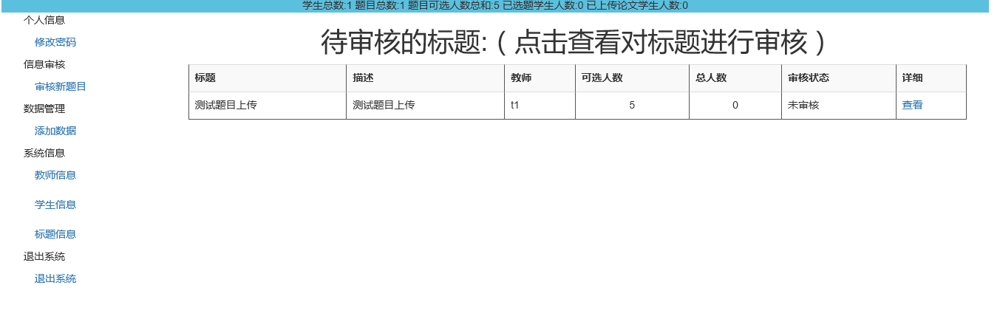 学生总数:1 题目总数:1 题目可选人数总和:5 已选题学生人数:0 已上传论文学生人数:0
个人信息
修改密码
信息审核
审核新题目
数据管理
添加数据
系统信息
教师信息
学生信息
标题信息
退出系统
退出系统
待审核的标题:（点击查看对标题进行审核）
标题 描述 教师 可选人数 总人数 审核状态 详细
测试题目上传 测试题目上传 t1 5 0 未审核 查看